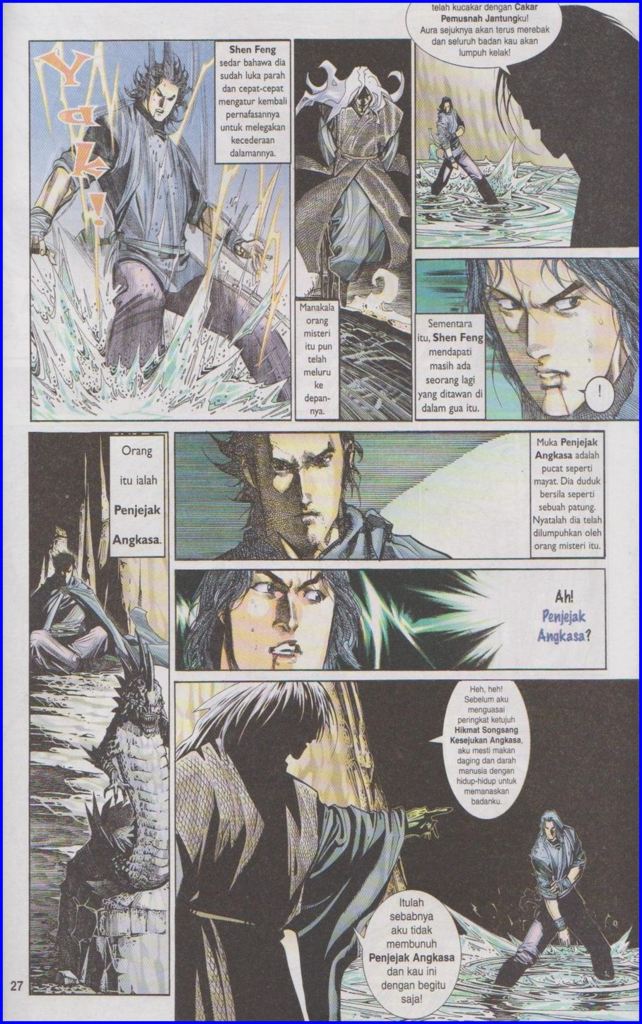 telah kucakar dengan Cakar
Pemusnah Jantungku!
Aura sejuknya akan terus merebak
dan seluruh badan kau akan
lumpuh kelak!
Yak!
Shen Feng
sedar bahawa dia
sudah luka parah
dan cepat-cepat
mengatur kembali
pernafasannya
untuk melegakan
kecederaan
dalamannya.
Manakala
orang
misteri
itu pun
telah
meluru
ke
depan-
nya.
Sementara
itu, Shen Feng
mendapati
masih ada
seorang lagi
yang ditawan di
dalam gua itu.
!
Orang
itu ialah
Penjejak
Angkasa.
Muka Penjejak
Angkasa adalah
pucat seperti
mayat. Dia duduk
bersila seperti
sebuah patung.
Nyatalah dia telah
dilumpuhkan oleh
orang misteri itu.
Ah!
Penjejak
Angkasa?
Heh, heh!
Sebelum aku
menguasai
peringkat ketujuh
Hikmat Songsang
Kesejukan Angkasa,
aku mesti makan
daging dan darah
manusia dengan
hidup-hidup untuk
memanaskan
badanku.
Itulah
sebabnya
aku tidak
membunuh
Penjejak Angkasa
dan kau ini
dengan begitu
saja!
27